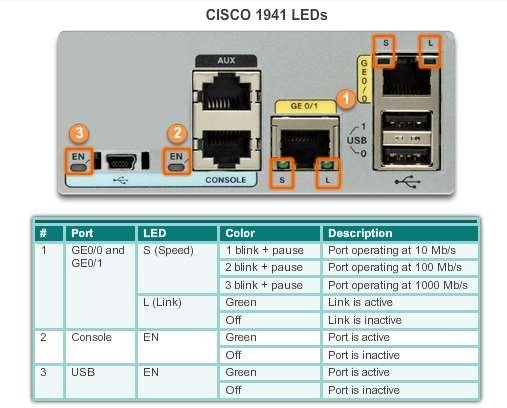 CISCO 1941 LEDs
S L
AUX
GE 0/0
GE 0/1
1
3
2
1
USB
0
EN
EN
CONSOLE
S L
# Port LED Color Description
1 GE0/0 and GE0/1 S (Speed) 1 blink + pause Port operating at 10 Mb/s
2 blink + pause Port operating at 100 Mb/s
3 blink + pause Port operating at 1000 Mb/s
L (Link) Green Link is active
Off Link is inactive
2 Console EN Green Port is active
Off Port is inactive
3 USB EN Green Port is active
Off Port is inactive